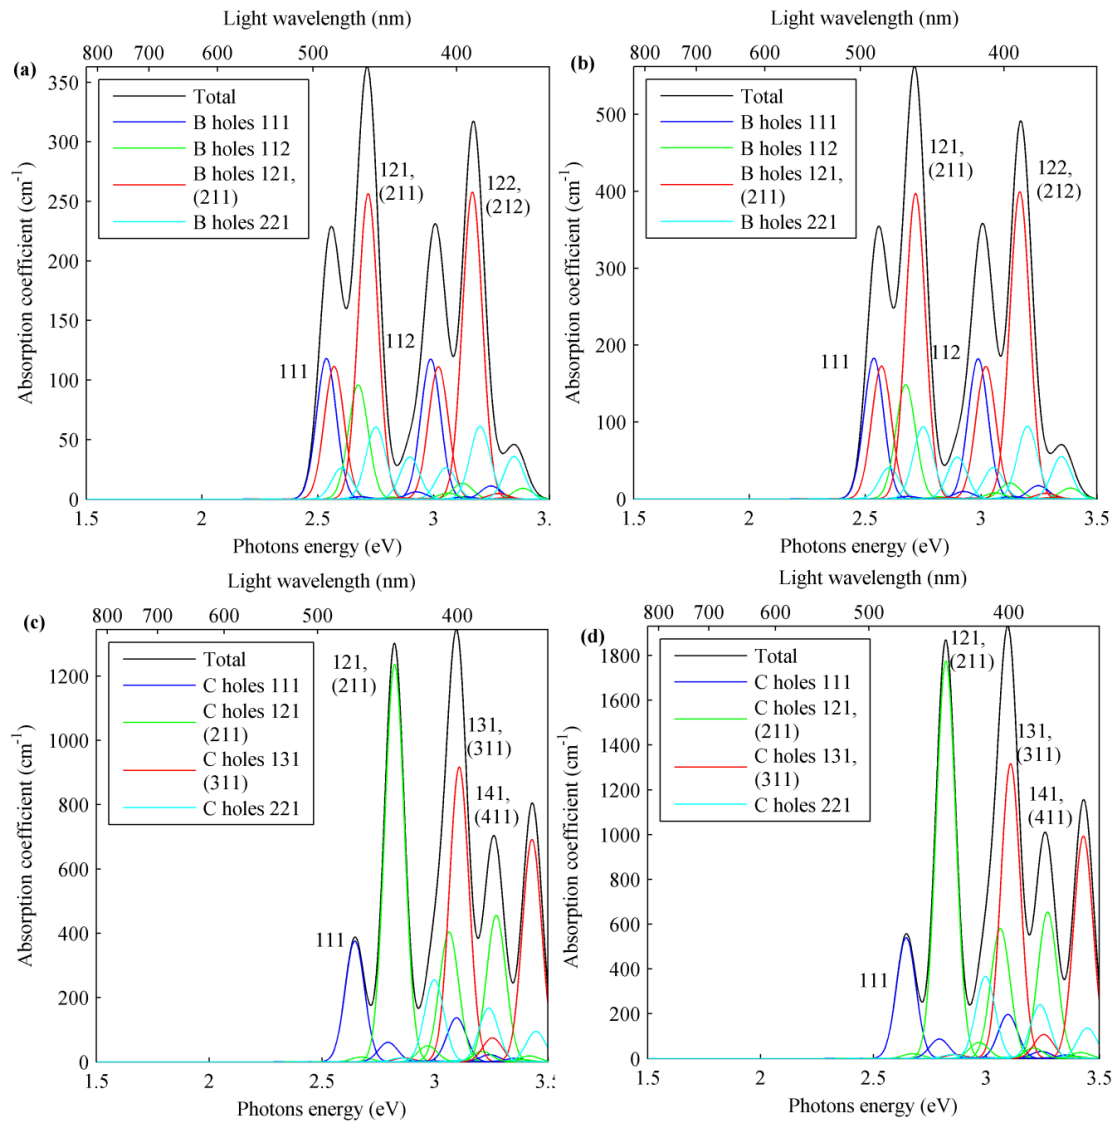 Light wavelength (nm)
800 700 600 500 400
(a)
350
300
250
200
150
100
50
0
Absorption coefficient (cm-1)
Total
B holes 111
B holes 112
B holes 121,
(211)
B holes 221
121,
(211)
122,
(212)
112
111
1.5 2 2.5 3 3.
Photons energy (eV)
Light wavelength (nm)
800 700 600 500 400
(b)
500
400
300
200
100
0
Absorption coefficient (cm-1)
Total
B holes 111
B holes 112
B holes 121,
(211)
B holes 221
121,
(211)
122,
(212)
112
111
1.5 2 2.5 3 3.5
Photons energy (eV)
Light wavelength (nm)
800 700 600 500 400
(c)
1200
1000
800
600
400
200
0
Absorption coefficient (cm-1)
Total
C holes 111
C holes 121
(211)
C holes 131
(311)
C holes 221
121,
(211)
131,
(311)
141,
(411)
111
1.5 2 2.5 3 3.5
Photons energy (eV)
Light wavelength (nm)
800 700 600 500 400
(d)
1800
1600
1400
1200
1000
800
600
400
200
0
Absorption coefficient (cm-1)
Total
C holes 111
C holes 121,
(211)
C holes 131,
(311)
C holes 221
121,
(211)
131,
(311)
141,
(411)
111
1.5 2 2.5 3 3.5
Photons energy (eV)